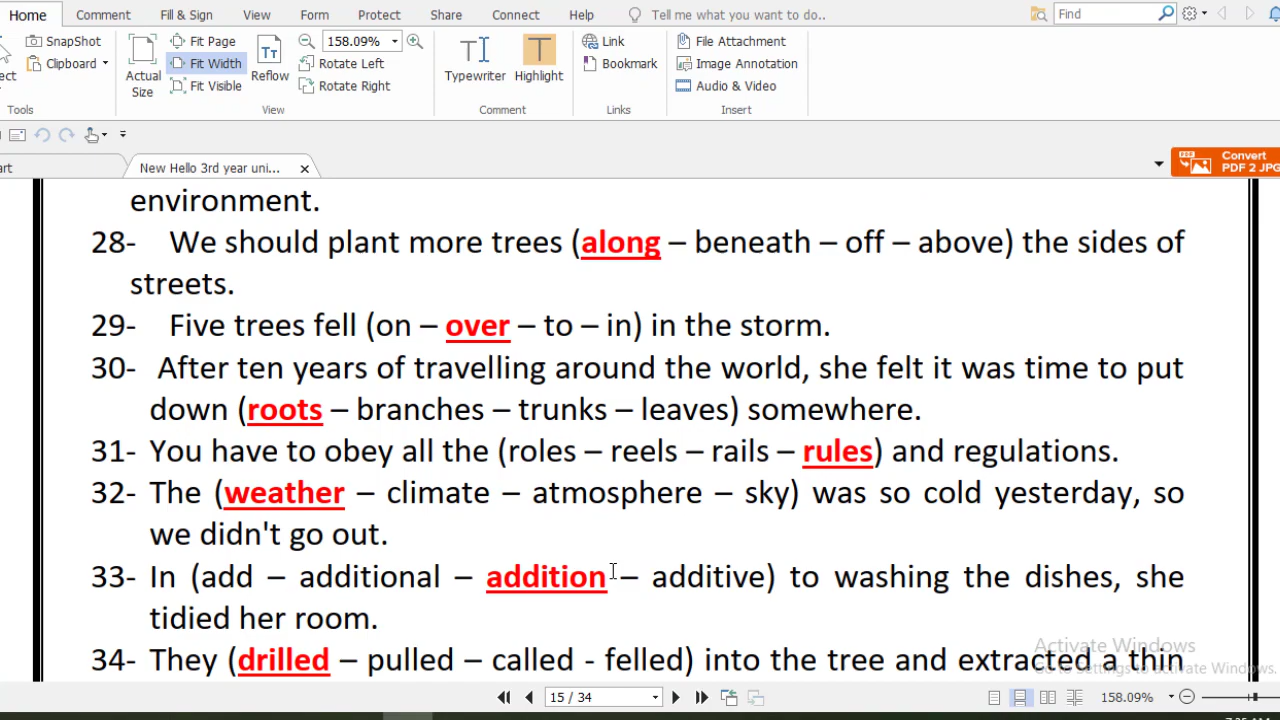 Home Comment Fill & Sign View Form Protect Share Connect Help Tell me what you want to do.. Find
SnapShot Fit Page 158.09% Rotate Left Link File Attachment
Clipboard Actual Size Fit Width Reflow Typewriter Highlight Bookmark Image Annotation
Fit Visible Rotate Right Audio & Video
Tools View Comment Links Insert
New Hello 3rd year uni... Convert
PDF 2 JPG
environment.
28- We should plant more trees (along – beneath – off – above) the sides of
streets.
29- Five trees fell (on – over – to – in) in the storm.
30- After ten years of travelling around the world, she felt it was time to put
down (roots – branches – trunks – leaves) somewhere.
31- You have to obey all the (roles – reels – rails – rules) and regulations.
32- The (weather – climate – atmosphere – sky) was so cold yesterday, so
we didn't go out.
33- In (add – additional – addition – additive) to washing the dishes, she
tidied her room.
34- They (drilled – pulled – called - felled) into the tree and extracted a thin
Activate Windows
Go to Settings to activate Windows.
15 / 34 158.09%